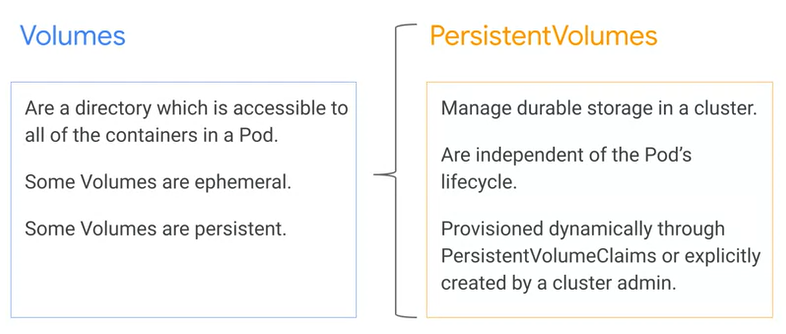 Volumes
Are a directory which is accessible to
all of the containers in a Pod.
Some Volumes are ephemeral.
Some Volumes are persistent.
PersistentVolumes
Manage durable storage in a cluster.
Are independent of the Pod's
lifecycle.
Provisioned dynamically through
PersistentVolumeClaims or explicitly
created by a cluster admin.